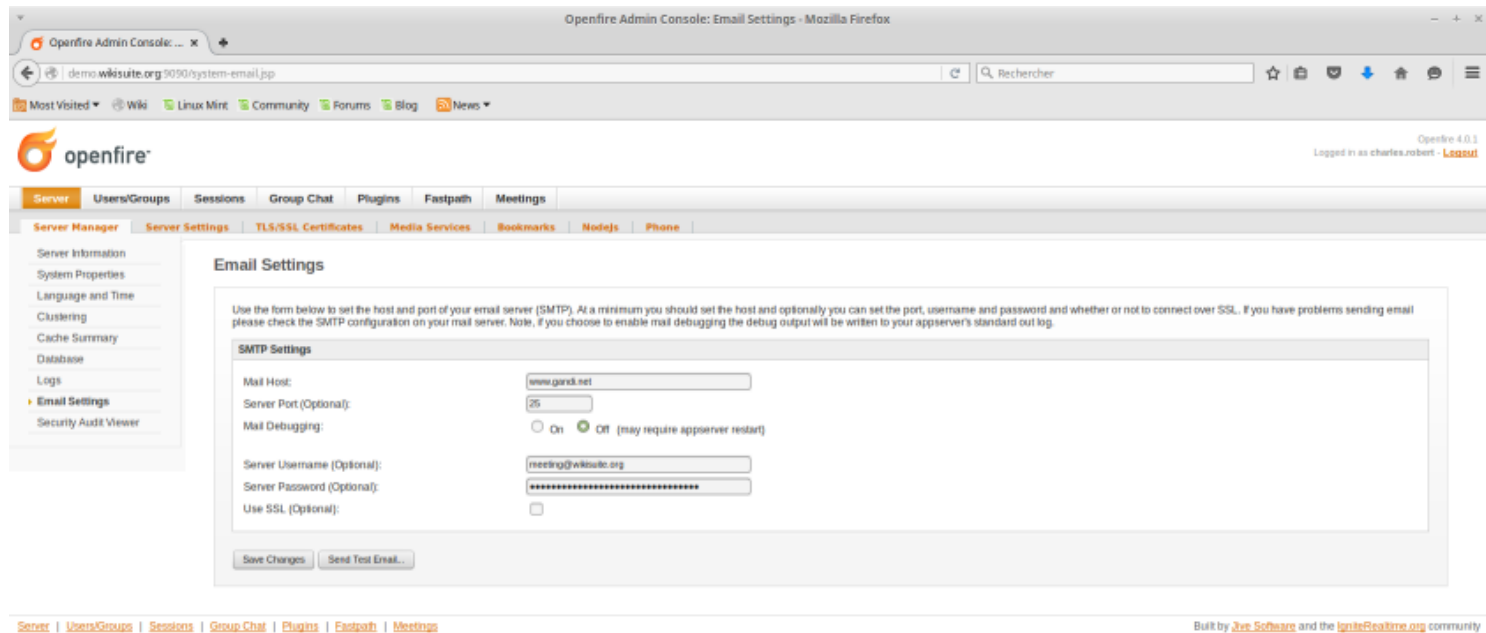 Openfire Admin Console: Email Settings - Mozilla Firefox
Openfire Admin Console: ...
demo.wikisuite.org:9090/system-email.jsp
Rechercher
Most Visited Wiki Linux Mint Community Forums Blog News
openfire
Openfire 4.0.1
Logged in as charles.robert - Logout
Server Users/Groups Sessions Group Chat Plugins Fastpath Meetings
Server Manager Server Settings TLS/SSL Certificates Media Services Bookmarks Nodejs Phone
Server Information
System Properties
Language and Time
Clustering
Cache Summary
Database
Logs
Email Settings
Security Audit Viewer
Email Settings
Use the form below to set the host and port of your email server (SMTP). At a minimum you should set the host and optionally you can set the port, username and password and whether or not to connect over SSL. If you have problems sending email
please check the SMTP configuration on your mail server. Note, if you choose to enable mail debugging the debug output will be written to your appserver's standard out log.
SMTP Settings
Mail Host: www.gandi.net
Server Port (Optional): 25
Mail Debugging: On Off (may require appserver restart)
Server Username (Optional): meeting@wikisuite.org
Server Password (Optional):
Use SSL (Optional):
Save Changes Send Test Email...
Server | Users/Groups | Sessions | Group Chat | Plugins | Fastpath | Meetings
Built by Jive Software and the IgniteRealtime.org community